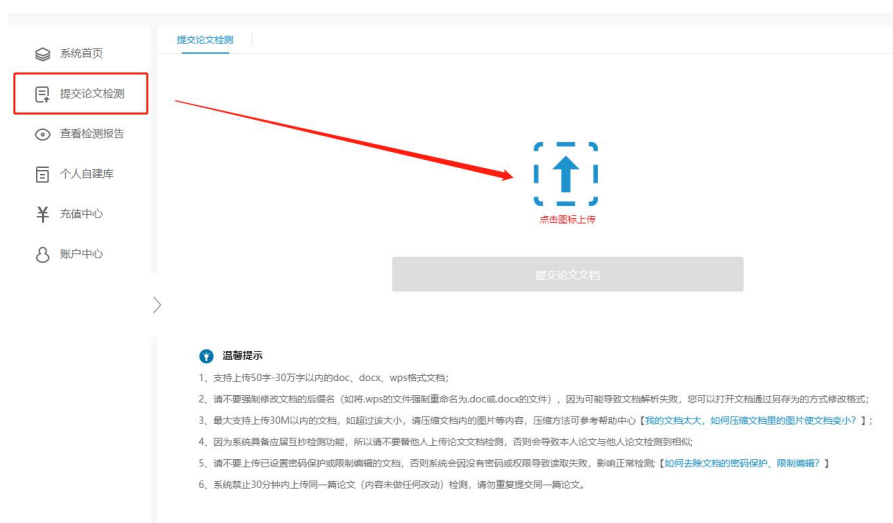 提交论文检测
系统首页
提交论文检测
查看检测报告
个人自建库
充值中心
账户中心
点击图标上传
提交论文文档
温馨提示
1、支持上传50字-30万字以内的doc、docx、wps格式文档;
2、请不要强制修改文档的后缀名（如将.wps的文件强制重命名为.doc或.docx的文件），因为可能导致文档解析失败，您可以打开文档通过另存为的方式修改格式;
3、最大支持上传30M以内的文档，如超过该大小，请压缩文档内的图片等内容，压缩方法可参考帮助中心【我的文档太大，如何压缩文档里的图片使文档变小？】;
4、因为系统具备应届互抄检测功能，所以请不要替他人上传论文文档检测，否则会导致本人论文与他人论文检测到相似;
5、请不要上传已设置密码保护或限制编辑的文档，否则系统会因没有密码或权限导致读取失败，影响正常检测;【如何去除文档的密码保护、限制编辑？】
6、系统禁止30分钟内上传同一篇论文（内容未做任何改动）检测，请勿重复提交同一篇论文。